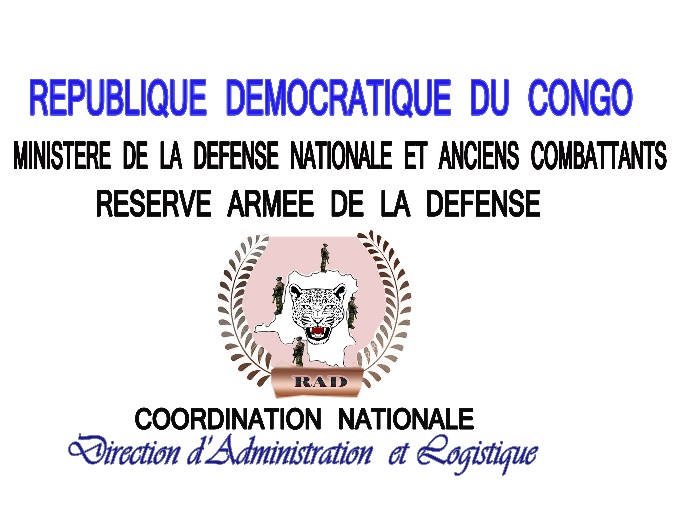 REPUBLIQUE DEMOCRATIQUE DU CONGO
MINISTERE DE LA DEFENSE NATIONALE ET ANCIENS COMBATTANTS
RESERVE ARMEE DE LA DEFENSE
RAD
COORDINATION NATIONALE
Direction d'Administration et Logistique